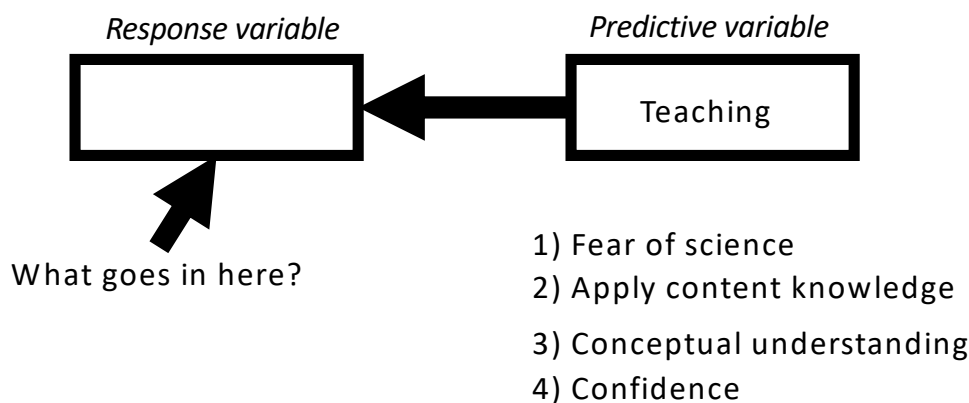 Response variable
Predictive variable
Teaching
What goes in here?
1) Fear of science
2) Apply content knowledge
3) Conceptual understanding
4) Confidence